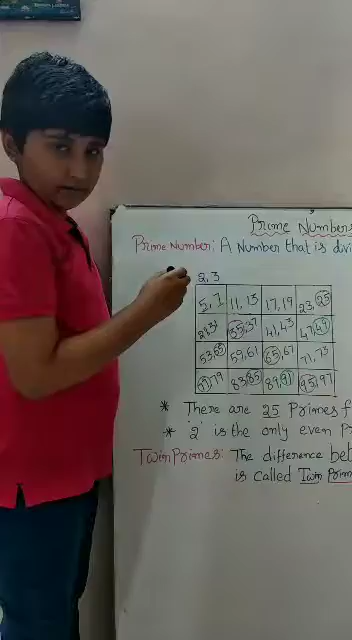 Prime Numbers
Prime Number: A Number that is divi
2, 3
5, 7 11, 13 17, 19 23, 25
29, 31 35, 37 41, 43 47, 49
53, 55 59, 61 65, 67 71, 73
77, 79 83, 85 89, 91 95, 97
* There are 25 Primes f
* '2' is the only even Pr
Twin Primes: The difference bet
is called Twin Prim